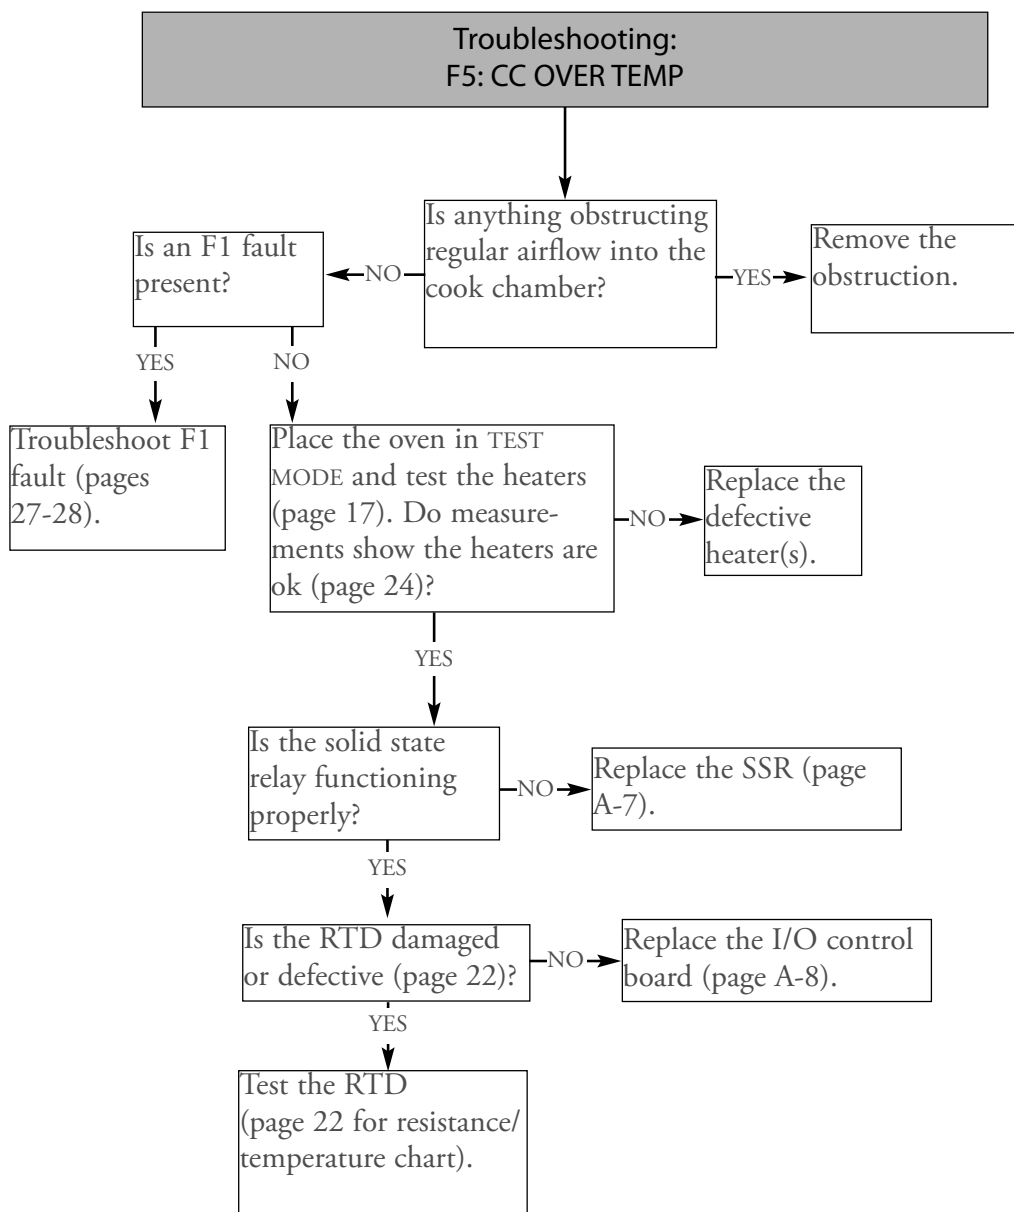 Troubleshooting:
F5: CC OVER TEMP
Is anything obstructing
regular airflow into the
cook chamber?
YES
Remove the
obstruction.
NO
Is an F1 fault
present?
YES
NO
Troubleshoot F1
fault (pages
27-28).
Place the oven in TEST
MODE and test the heaters
(page 17). Do measure-
ments show the heaters are
ok (page 24)?
NO
Replace the
defective
heater(s).
YES
Is the solid state
relay functioning
properly?
NO
Replace the SSR (page
A-7).
YES
Is the RTD damaged
or defective (page 22)?
NO
Replace the I/O control
board (page A-8).
YES
Test the RTD
(page 22 for resistance/
temperature chart).